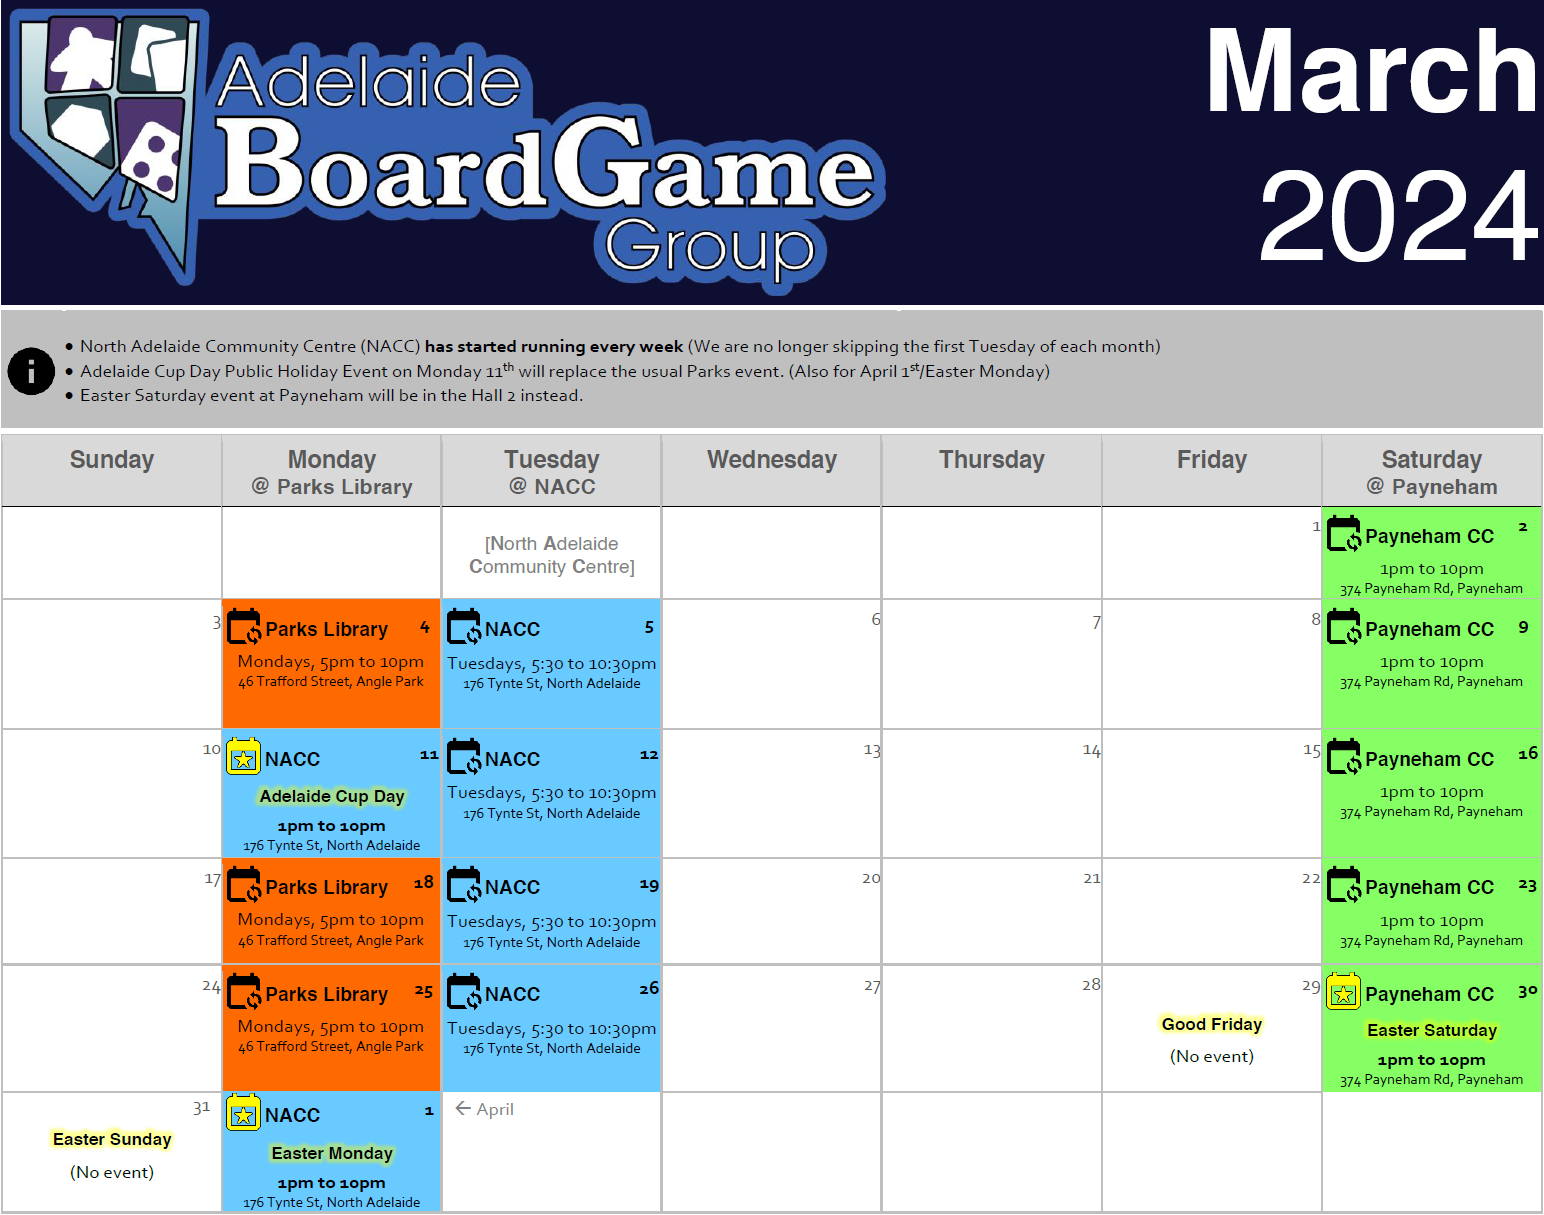 Adelaide
BoardGame
Group
March
2024
• North Adelaide Community Centre (NACC) has started running every week (We are no longer skipping the first Tuesday of each month)
• Adelaide Cup Day Public Holiday Event on Monday 11th will replace the usual Parks event. (Also for April 1st/Easter Monday)
• Easter Saturday event at Payneham will be in the Hall 2 instead.
Sunday
Monday
@ Parks Library
Tuesday
@ NACC
Wednesday
Thursday
Friday
Saturday
@ Payneham
[North Adelaide
Community Centre]
1
Payneham CC 2
1pm to 10pm
374 Payneham Rd, Payneham
3
Parks Library 4
Mondays, 5pm to 10pm
46 Trafford Street, Angle Park
NACC 5
Tuesdays, 5:30 to 10:30pm
176 Tynte St, North Adelaide
6
7
8
Payneham CC 9
1pm to 10pm
374 Payneham Rd, Payneham
10
NACC 11
Adelaide Cup Day
1pm to 10pm
176 Tynte St, North Adelaide
NACC 12
Tuesdays, 5:30 to 10:30pm
176 Tynte St, North Adelaide
13
14
15
Payneham CC 16
1pm to 10pm
374 Payneham Rd, Payneham
17
Parks Library 18
Mondays, 5pm to 10pm
46 Trafford Street, Angle Park
NACC 19
Tuesdays, 5:30 to 10:30pm
176 Tynte St, North Adelaide
20
21
22
Payneham CC 23
1pm to 10pm
374 Payneham Rd, Payneham
24
Parks Library 25
Mondays, 5pm to 10pm
46 Trafford Street, Angle Park
NACC 26
Tuesdays, 5:30 to 10:30pm
176 Tynte St, North Adelaide
27
28
29
Good Friday
(No event)
Payneham CC 30
Easter Saturday
1pm to 10pm
374 Payneham Rd, Payneham
31
Easter Sunday
(No event)
NACC 1
Easter Monday
1pm to 10pm
176 Tynte St, North Adelaide
← April